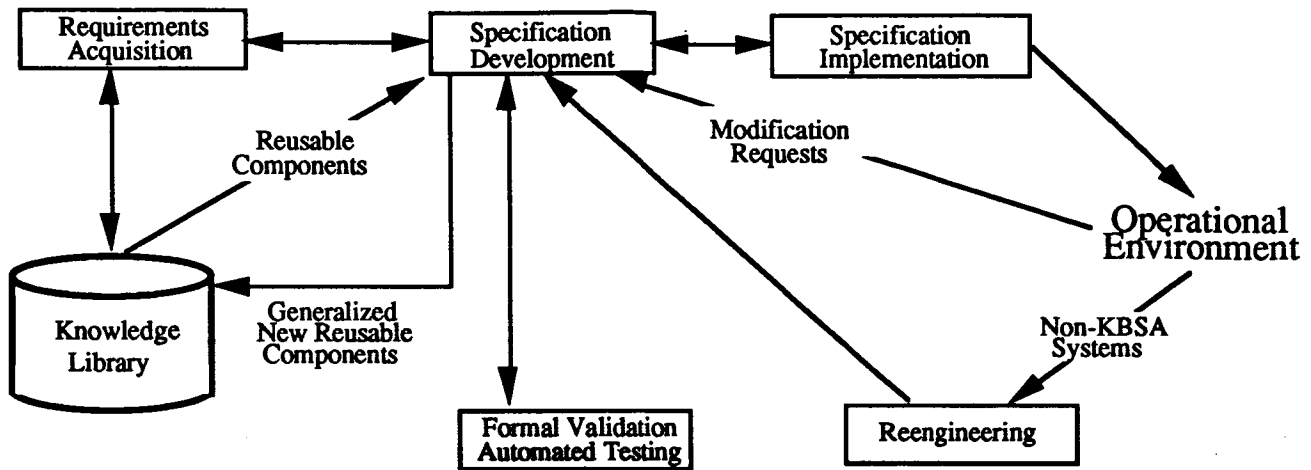 Requirements
Acquisition
Specification
Development
Specification
Implementation
Reusable
Components
Modification
Requests
Operational
Environment
Knowledge
Library
Generalized
New Reusable
Components
Non-KBSA
Systems
Formal Validation
Automated Testing
Reengineering